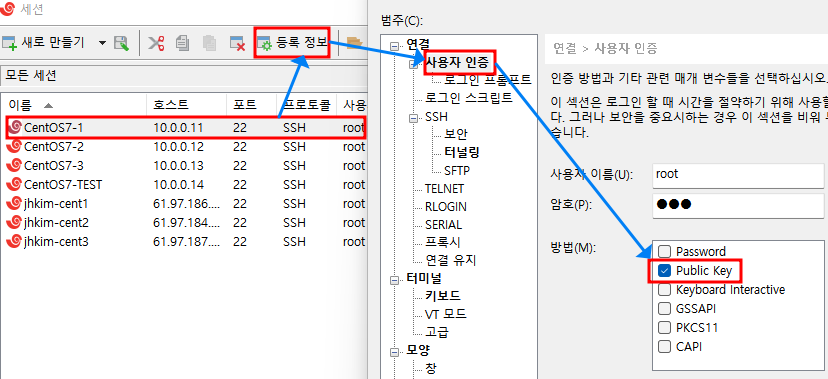 세션
새로 만들기
등록 정보
모든 세션
이름 호스트 포트 프로토콜 사용
CentOS7-1 10.0.0.11 22 SSH root
CentOS7-2 10.0.0.12 22 SSH root
CentOS7-3 10.0.0.13 22 SSH root
CentOS7-TEST 10.0.0.14 22 SSH root
jhkim-cent1 61.97.186.... 22 SSH root
jhkim-cent2 61.97.184.... 22 SSH root
jhkim-cent3 61.97.187.... 22 SSH root
범주(C):
연결
사용자 인증
로그인 프롬프트
로그인 스크립트
SSH
보안
터널링
SFTP
TELNET
RLOGIN
SERIAL
프록시
연결 유지
터미널
키보드
VT 모드
고급
모양
창
연결 > 사용자 인증
인증 방법과 기타 관련 매개 변수들을 선택하십시오
이 섹션은 로그인 할 때 시간을 절약하기 위해 사용
다. 그러나 보안을 중요시하는 경우 이 섹션을 비워
습니다.
사용자 이름(U): root
암호(P): ●●●
방법(M):
Password
Public Key
Keyboard Interactive
GSSAPI
PKCS11
CAPI